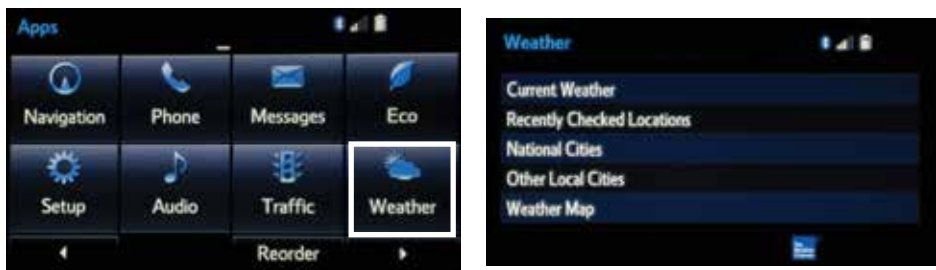 Apps
Navigation Phone Messages Eco
Setup Audio Traffic Weather
Reorder
Weather
Current Weather
Recently Checked Locations
National Cities
Other Local Cities
Weather Map